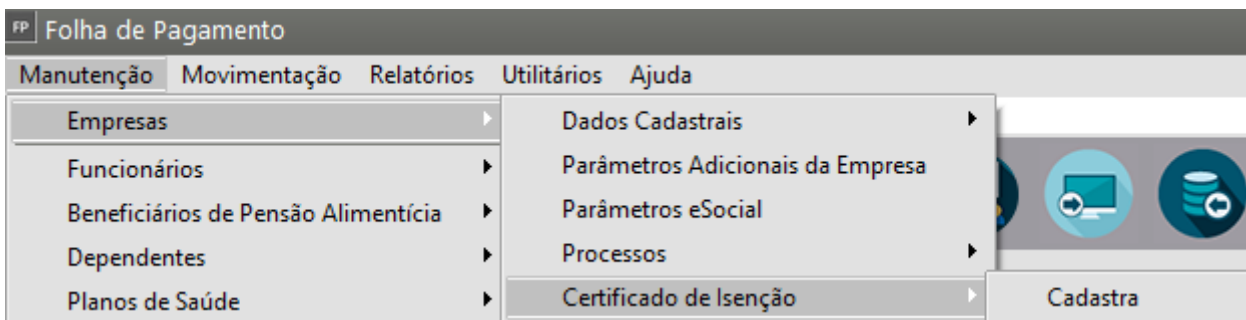 FP Folha de Pagamento
Manutenção Movimentação Relatórios Utilitários Ajuda
Empresas
Funcionários
Beneficiários de Pensão Alimentícia
Dependentes
Planos de Saúde
Dados Cadastrais
Parâmetros Adicionais da Empresa
Parâmetros eSocial
Processos
Certificado de Isenção
Cadastra